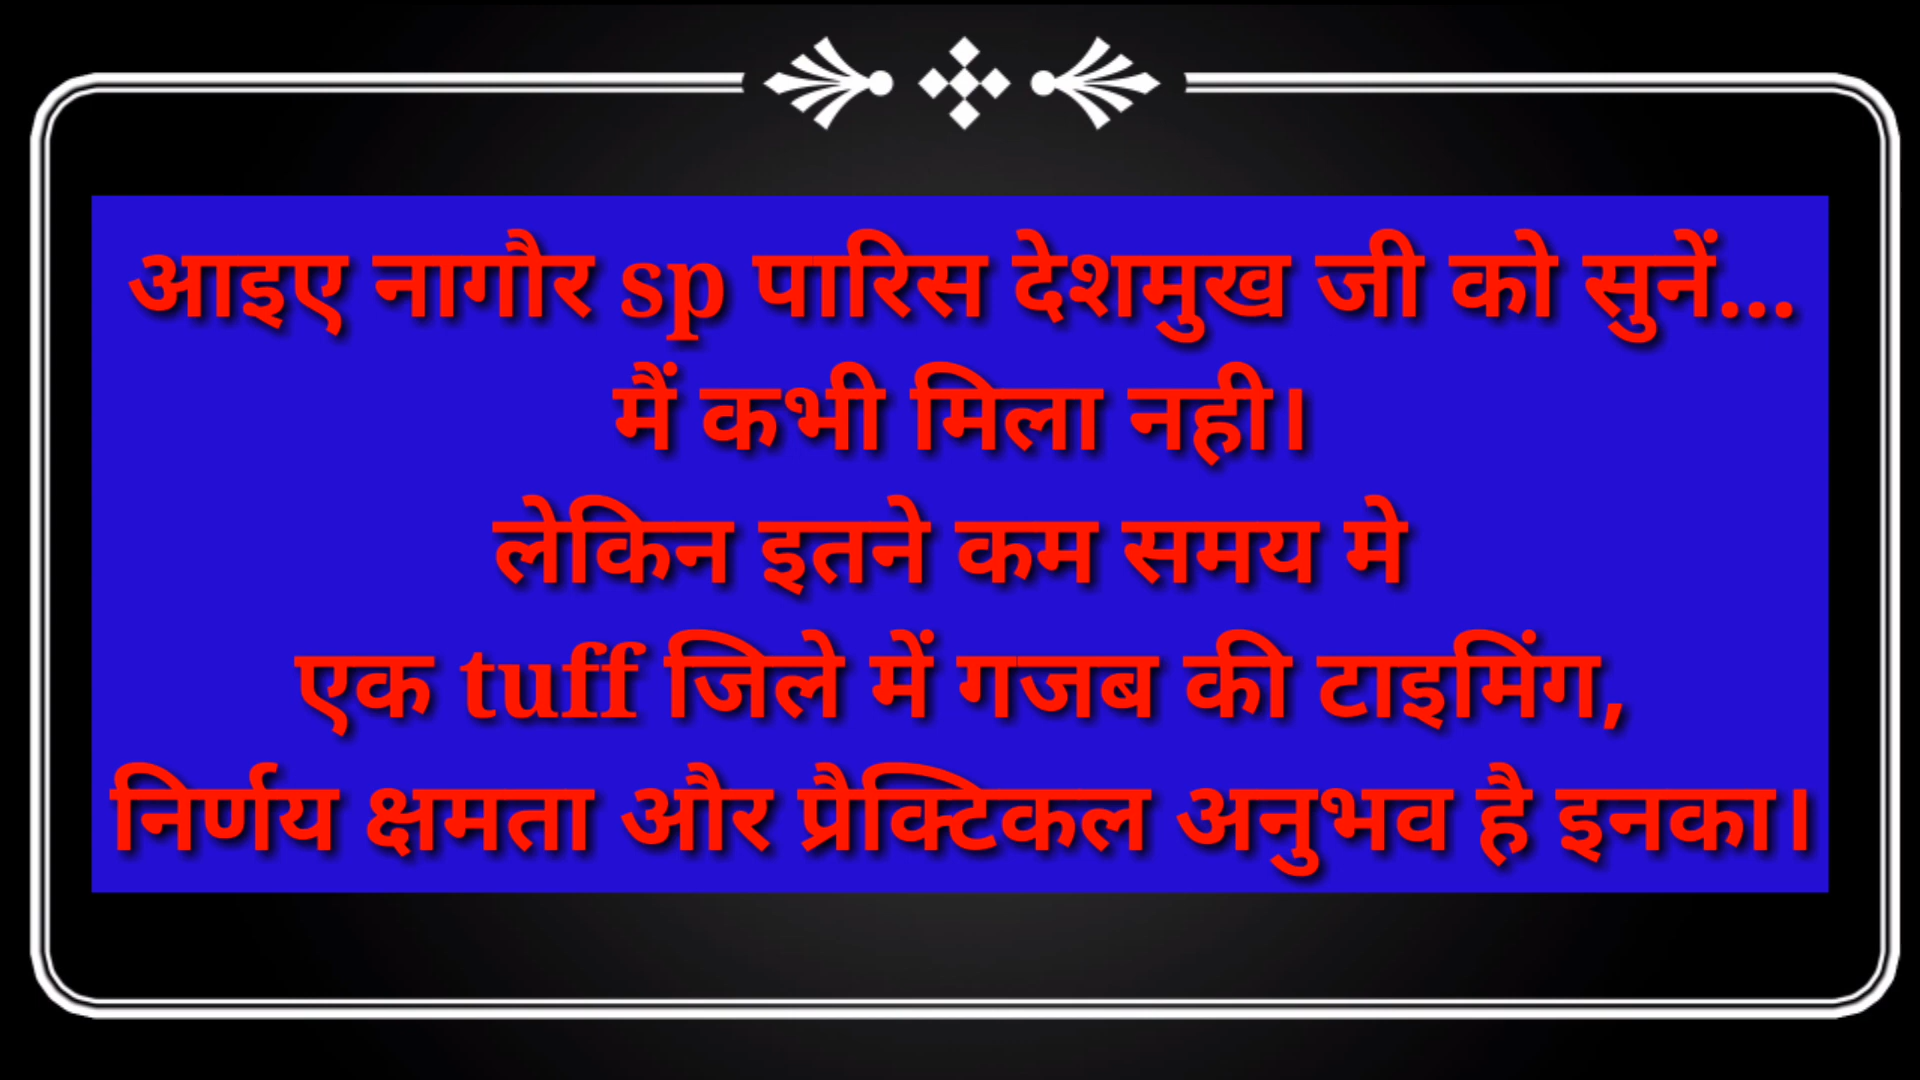 आइए नागौर sp पारिस देशमुख जी को सुनें...
मैं कभी मिला नही।
लेकिन इतने कम समय मे
एक tuff जिले में गजब की टाइमिंग,
निर्णय क्षमता और प्रैक्टिकल अनुभव है इनका।